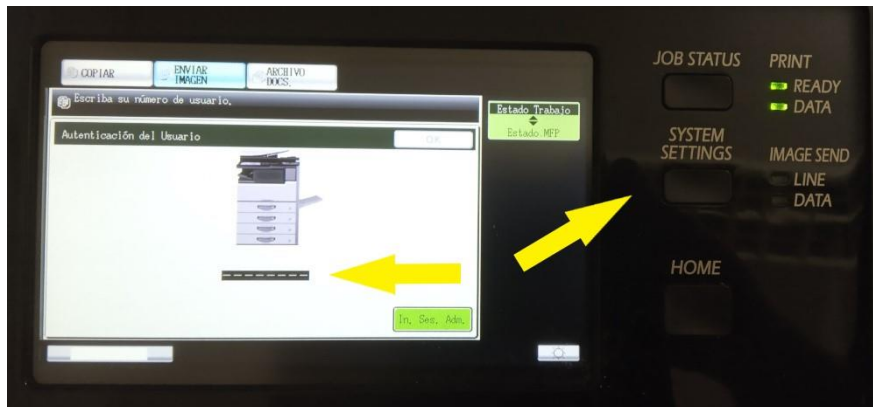 COPIAR
ENVIAR
IMAGEN
ARCHIVO
DOCS.
Escriba su número de usuario.
Autenticación del Usuario
OK
In. Ses. Adm.
Estado Trabajo
Estado MFP
JOB STATUS
SYSTEM
SETTINGS
HOME
PRINT
READY
DATA
IMAGE SEND
LINE
DATA